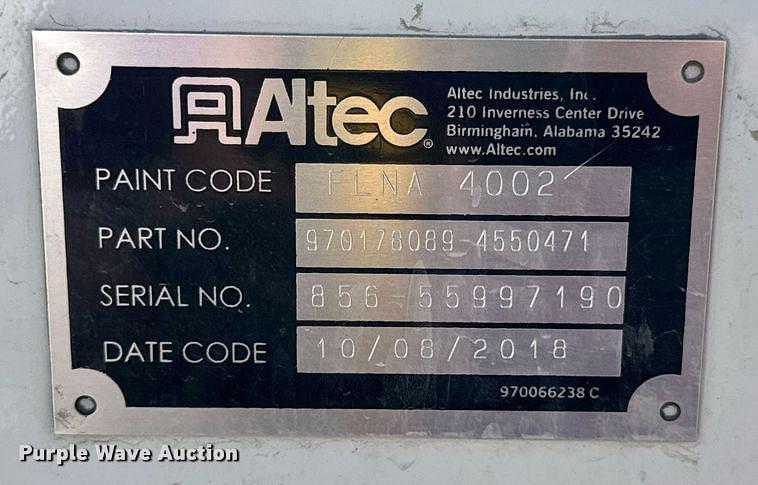 Altec®
Altec Industries, Inc.
210 Inverness Center Drive
Birmingham, Alabama 35242
www.Altec.com
PAINT CODE FLNA 4002
PART NO. 970178089-4550471
SERIAL NO. 856-55997190
DATE CODE 10/08/2018
970066238 C
Purple Wave Auction